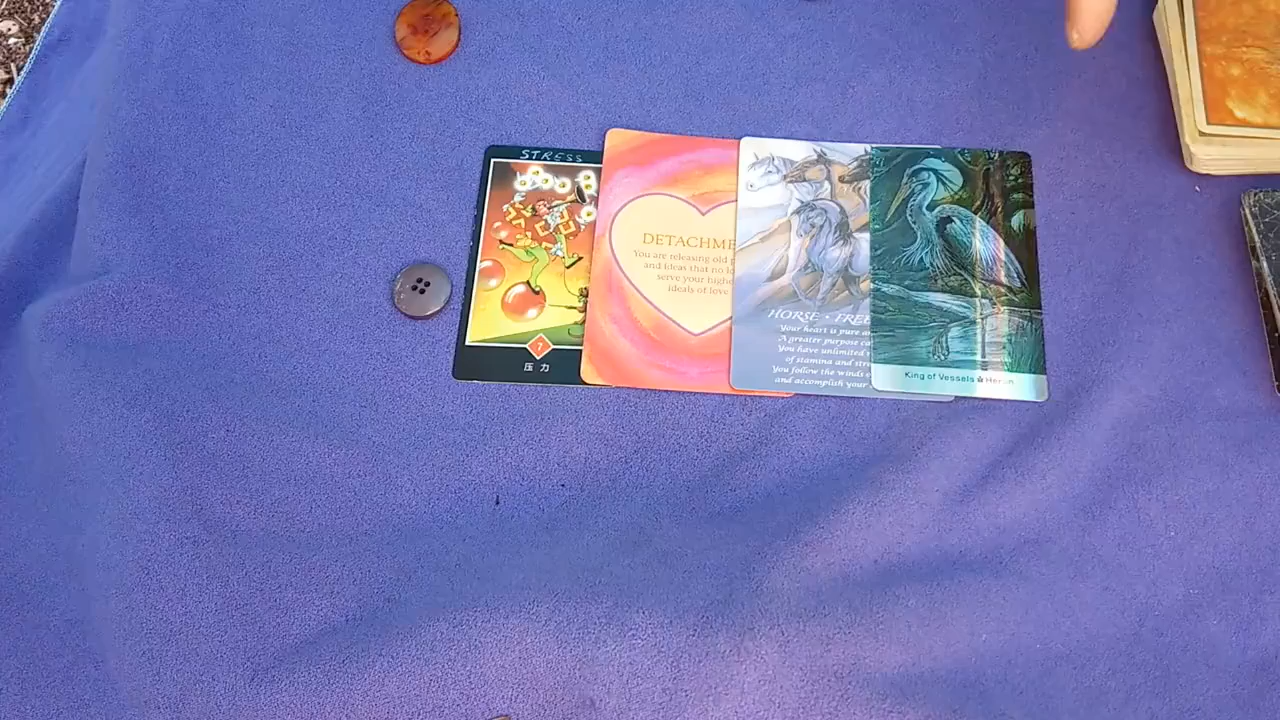 STRESS
7
压力
DETACHME
You are releasing old
and Ideas that no lo
serve your highe
ideals of love
HORSE • FREE
Your heart is pure a
A greater purpose ca
You have unlimited
of stamina and stre
You follow the winds o
and accomplish your
King of Vessels Heron